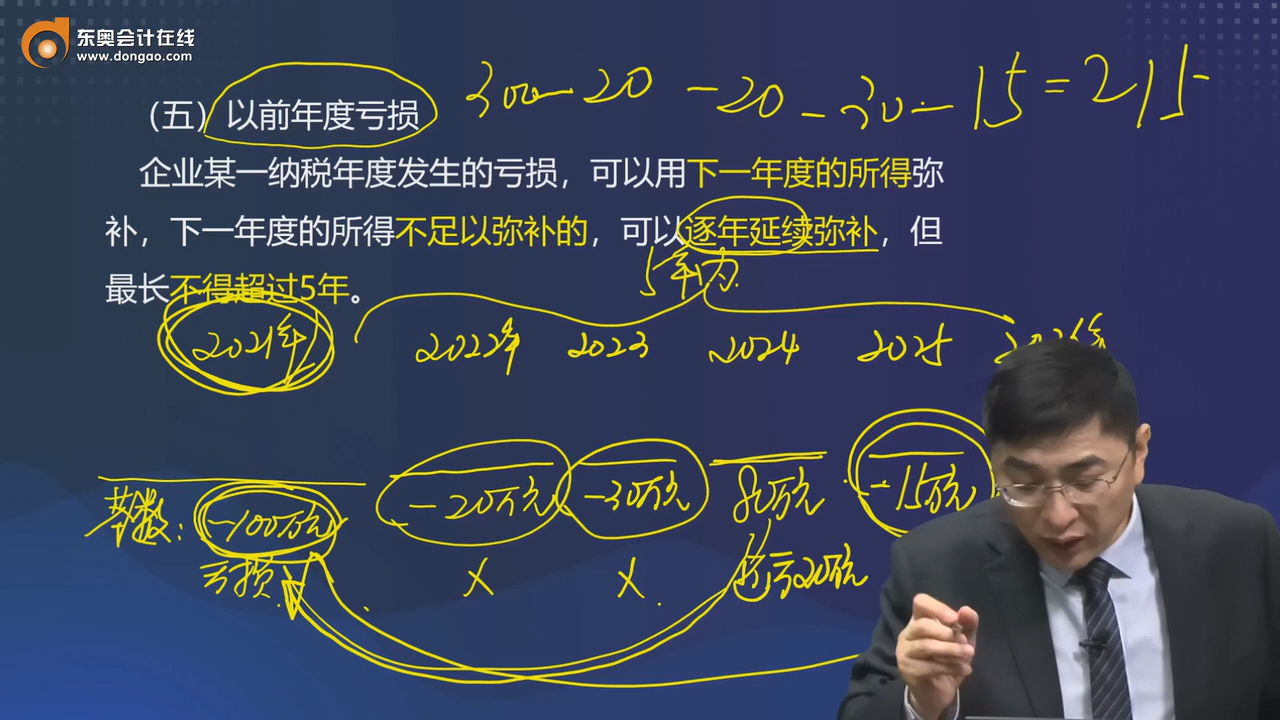 东奥会计在线
www.dongao.com
300-20-20-30-15=215
（五）以前年度亏损
企业某一纳税年度发生的亏损，可以用下一年度的所得弥
补，下一年度的所得不足以弥补的，可以逐年延续弥补，但
最长不得超过5年。
5年内
2021年 2022年 2023 2024 2025
-100万元 -20万元 -30万元 80万元 -15万元
亏损 X X 亏20万元